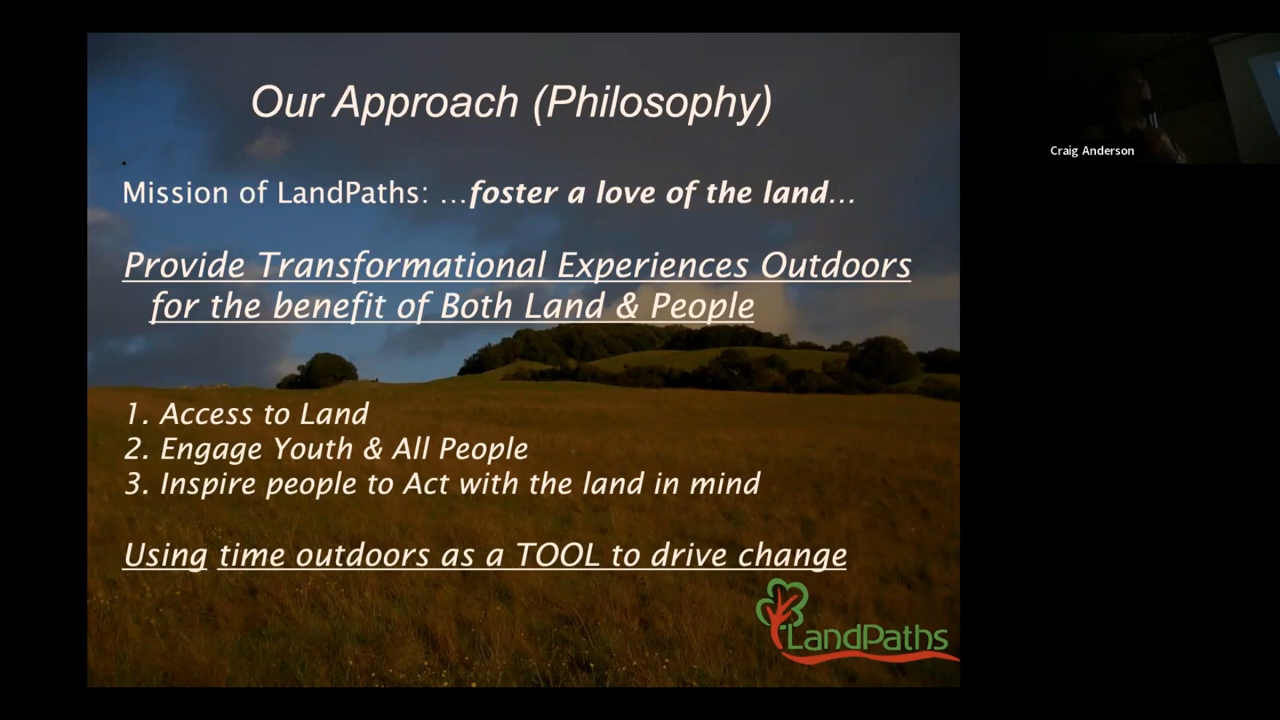 Our Approach (Philosophy)
Mission of LandPaths: …foster a love of the land…
Provide Transformational Experiences Outdoors
for the benefit of Both Land & People
1. Access to Land
2. Engage Youth & All People
3. Inspire people to Act with the land in mind
Using time outdoors as a TOOL to drive change
LandPaths
Craig Anderson